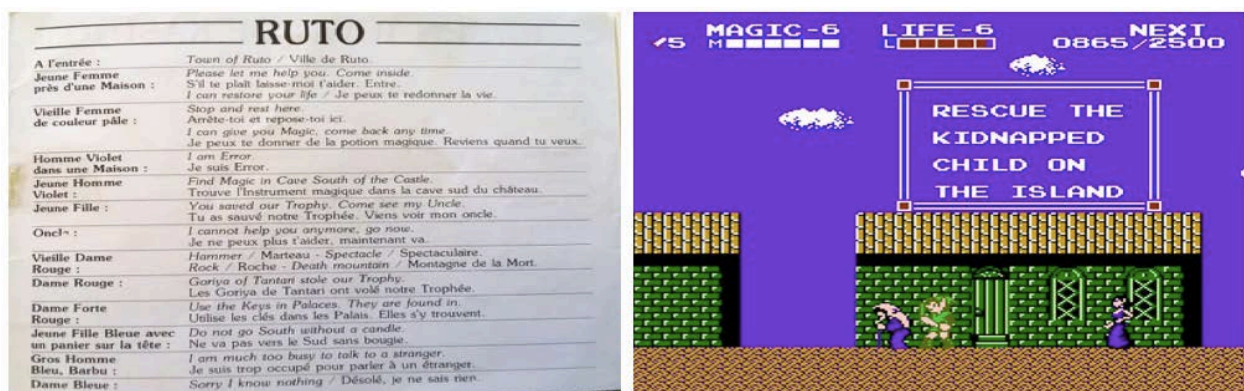 RUTO
A l'entrée : Town of Ruto / Ville de Ruto.
Jeune Femme Please let me help you. Come inside.
près d'une Maison : S'il te plaît laisse-moi t'aider. Entre.
I can restore your life / Je peux te redonner la vie.
Vieille Femme Stop and rest here.
de couleur pâle : Arrête-toi et repose-toi ici.
I can give you Magic, come back any time.
Je peux te donner de la potion magique. Reviens quand tu veux.
Homme Violet I am Error.
dans une Maison : Je suis Error.
Jeune Homme Find Magic in Cave South of the Castle.
Violet : Trouve l'Instrument magique dans la cave sud du château.
Jeune Fille : You saved our Trophy. Come see my Uncle.
Tu as sauvé notre Trophée. Viens voir mon oncle.
Oncle : I cannot help you anymore, go now.
Je ne peux plus t'aider, maintenant va.
Vieille Dame Hammer / Marteau - Spectacle / Spectaculaire.
Rouge : Rock / Roche - Death mountain / Montagne de la Mort.
Dame Rouge : Goriya of Tantari stole our Trophy.
Les Goriya de Tantari ont volé notre Trophée.
Dame Forte Use the Keys in Palaces. They are found in.
Rouge : Utilise les clés dans les Palais. Elles s'y trouvent.
Jeune Fille Bleue avec Do not go South without a candle.
un panier sur la tête : Ne va pas vers le Sud sans bougie.
Gros Homme I am much too busy to talk to a stranger.
Bleu, Barbu : Je suis trop occupé pour parler à un étranger.
Dame Bleue : Sorry I know nothing / Désolé, je ne sais rien.
5 MAGIC-6 LIFE-6 NEXT
M L 0865/2500
RESCUE THE
KIDNAPPED
CHILD ON
THE ISLAND